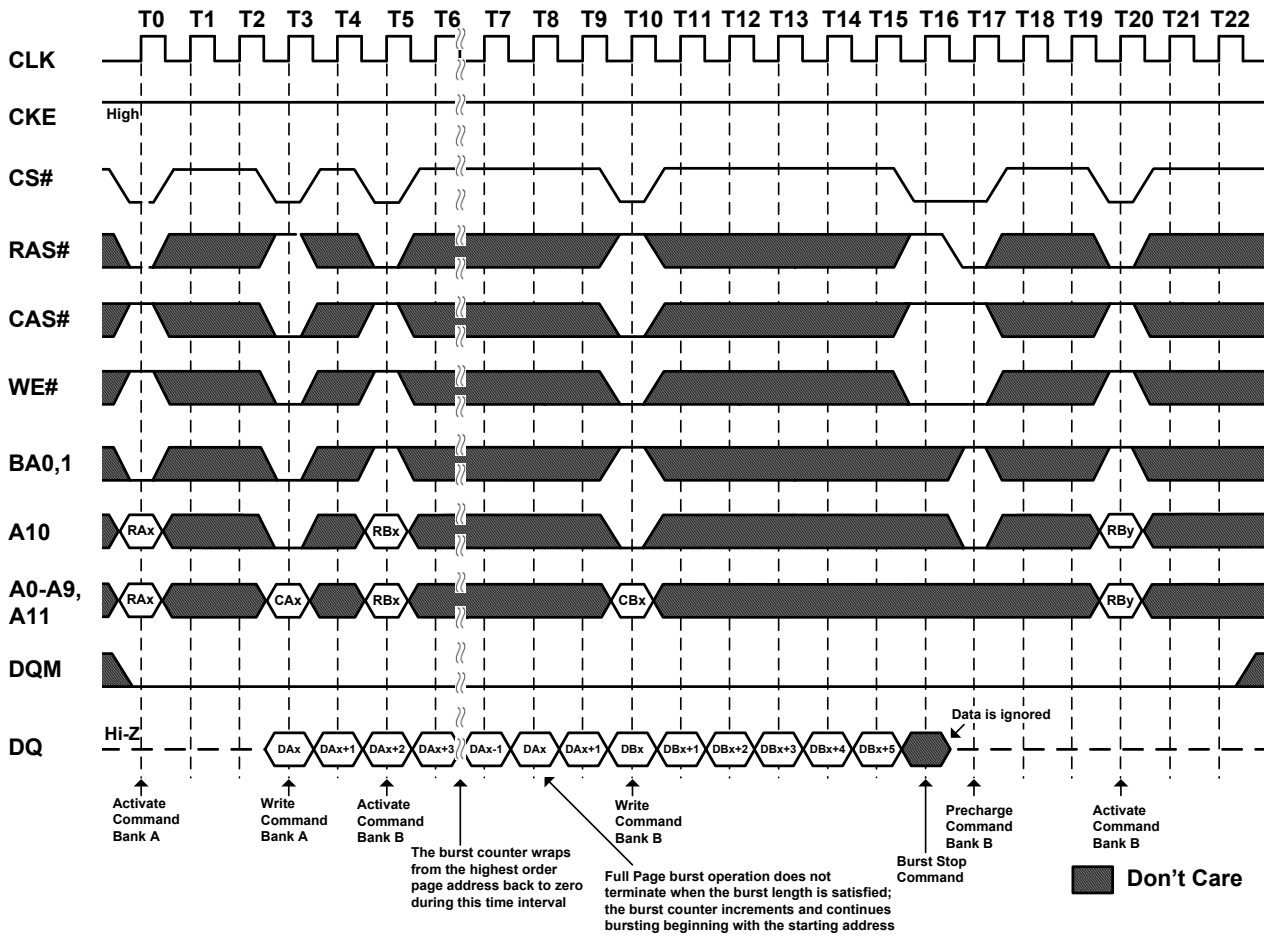 T0 T1 T2 T3 T4 T5 T6 T7 T8 T9 T10 T11 T12 T13 T14 T15 T16 T17 T18 T19 T20 T21 T22
CLK
CKE High
CS#
RAS#
CAS#
WE#
BA0,1
A10 RAx RBx RBy
A0-A9,
A11 RAx CAx RBx CBx RBy
DQM
DQ Hi-Z DAx DAx+1 DAx+2 DAx+3 DAx-1 DAx DAx+1 DBx DBx+1 DBx+2 DBx+3 DBx+4 DBx+5
Data is ignored
Activate
Command
Bank A
Write
Command
Bank A
Activate
Command
Bank B
The burst counter wraps
from the highest order
page address back to zero
during this time interval
Full Page burst operation does not
terminate when the burst length is satisfied;
the burst counter increments and continues
bursting beginning with the starting address
Write
Command
Bank B
Burst Stop
Command
Precharge
Command
Bank B
Activate
Command
Bank B
Don't Care